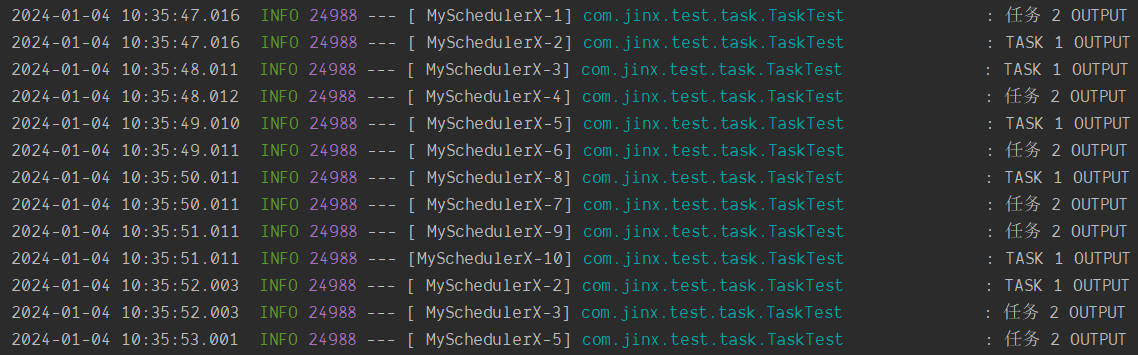 2024-01-04 10:35:47.016  INFO 24988 --- [ MySchedulerX-1] com.jinx.test.task.TaskTest              : 任务 2 OUTPUT
2024-01-04 10:35:47.016  INFO 24988 --- [ MySchedulerX-2] com.jinx.test.task.TaskTest              : TASK 1 OUTPUT
2024-01-04 10:35:48.011  INFO 24988 --- [ MySchedulerX-3] com.jinx.test.task.TaskTest              : TASK 1 OUTPUT
2024-01-04 10:35:48.012  INFO 24988 --- [ MySchedulerX-4] com.jinx.test.task.TaskTest              : 任务 2 OUTPUT
2024-01-04 10:35:49.010  INFO 24988 --- [ MySchedulerX-5] com.jinx.test.task.TaskTest              : TASK 1 OUTPUT
2024-01-04 10:35:49.011  INFO 24988 --- [ MySchedulerX-6] com.jinx.test.task.TaskTest              : 任务 2 OUTPUT
2024-01-04 10:35:50.011  INFO 24988 --- [ MySchedulerX-8] com.jinx.test.task.TaskTest              : TASK 1 OUTPUT
2024-01-04 10:35:50.011  INFO 24988 --- [ MySchedulerX-7] com.jinx.test.task.TaskTest              : 任务 2 OUTPUT
2024-01-04 10:35:51.011  INFO 24988 --- [ MySchedulerX-9] com.jinx.test.task.TaskTest              : 任务 2 OUTPUT
2024-01-04 10:35:51.011  INFO 24988 --- [MySchedulerX-10] com.jinx.test.task.TaskTest              : TASK 1 OUTPUT
2024-01-04 10:35:52.003  INFO 24988 --- [ MySchedulerX-2] com.jinx.test.task.TaskTest              : TASK 1 OUTPUT
2024-01-04 10:35:52.003  INFO 24988 --- [ MySchedulerX-3] com.jinx.test.task.TaskTest              : 任务 2 OUTPUT
2024-01-04 10:35:53.001  INFO 24988 --- [ MySchedulerX-5] com.jinx.test.task.TaskTest              : 任务 2 OUTPUT